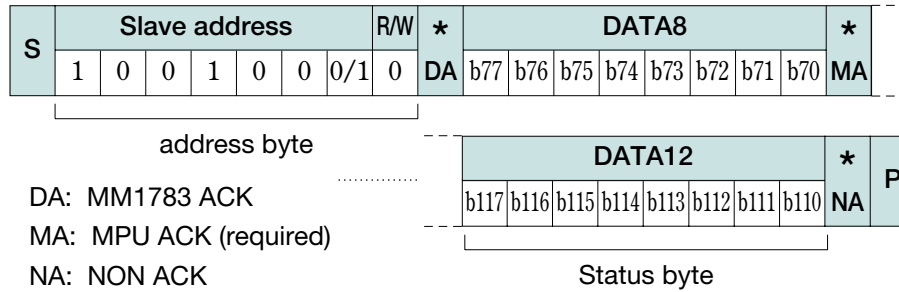 S Slave address R/W * DATA8 *
1 0 0 1 0 0 0/1 0 DA b77 b76 b75 b74 b73 b72 b71 b70 MA
address byte
DATA12 * P
b117 b116 b115 b114 b113 b112 b111 b110 NA
DA: MM1783 ACK
MA: MPU ACK (required)
NA: NON ACK
Status byte